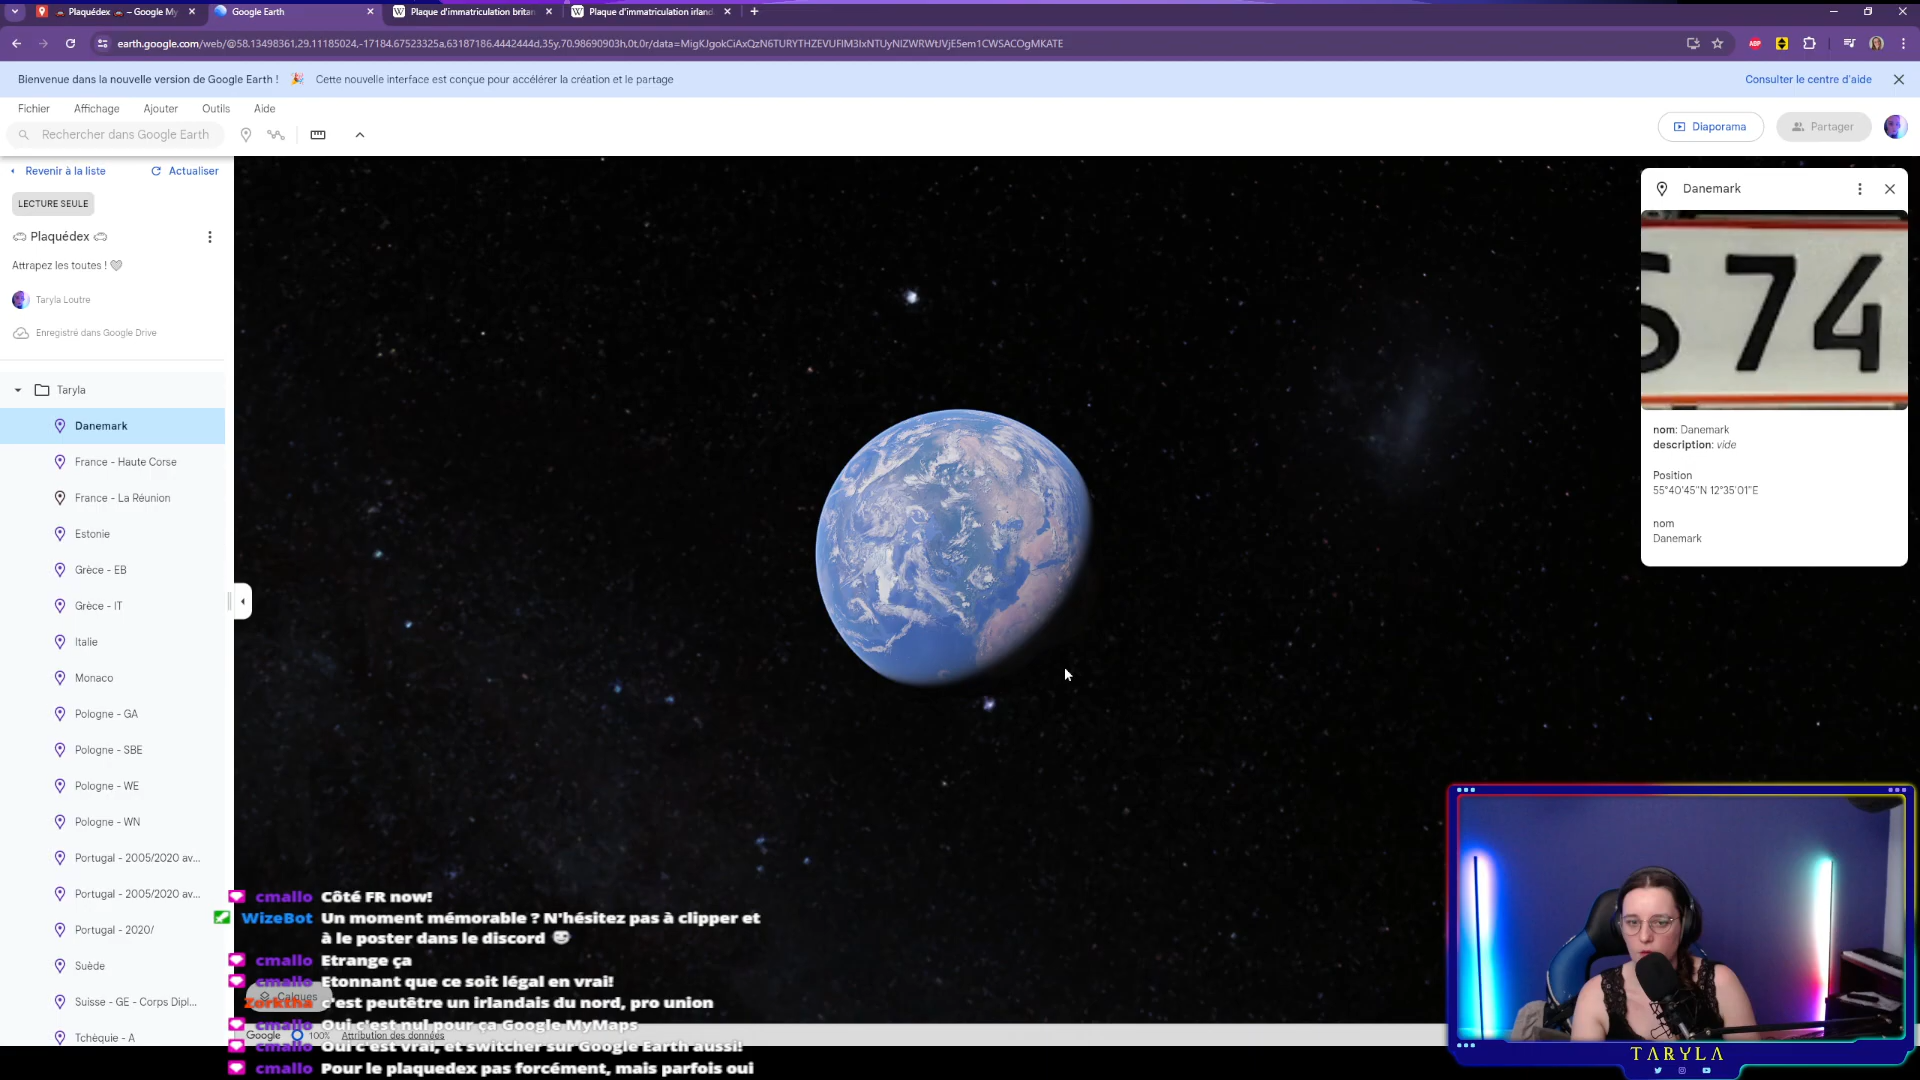 Plaquédex – Google My
Google Earth
Plaque d'immatriculation britan
Plaque d'immatriculation irland
earth.google.com/web/@58.13498361,29.11185024,-17184.67523325a,63187186.4442444d,35y,70.98690903h,0t,0r/data=MigKJgokCiAxQzN6TURYTHZEVUFIM3IxNTUyNIZWRWtJVjE5em1CWSACOgMKATE
Bienvenue dans la nouvelle version de Google Earth ! 🎉 Cette nouvelle interface est conçue pour accélérer la création et le partage
Consulter le centre d'aide
Fichier Affichage Ajouter Outils Aide
Rechercher dans Google Earth
Diaporama
Partager
Revenir à la liste
Actualiser
LECTURE SEULE
Plaquédex
Attrapez les toutes !
Taryla Loutre
Enregistré dans Google Drive
Taryla
Danemark
France - Haute Corse
France - La Réunion
Estonie
Grèce - EB
Grèce - IT
Italie
Monaco
Pologne - GA
Pologne - SBE
Pologne - WE
Pologne - WN
Portugal - 2005/2020 av...
Portugal - 2005/2020 av...
Portugal - 2020/
Suède
Suisse - GE - Corps Dipl...
Tchéquie - A
Danemark
S 74
nom: Danemark
description: vide
Position
55°40'45"N 12°35'01"E
nom
Danemark
cmallo Côté FR now!
WizeBot Un moment mémorable ? N'hésitez pas à clipper et
à le poster dans le discord
cmallo Etrange ça
cmallo Etonnant que ce soit légal en vrai!
Calques
Zorktha c'est peutêtre un irlandais du nord, pro union
cmallo Oui c'est nul pour ça Google MyMaps
Google 100% Attribution des données
cmallo Oui c'est vrai, et switcher sur Google Earth aussi!
cmallo Pour le plaquedex pas forcément, mais parfois oui
TARYLA